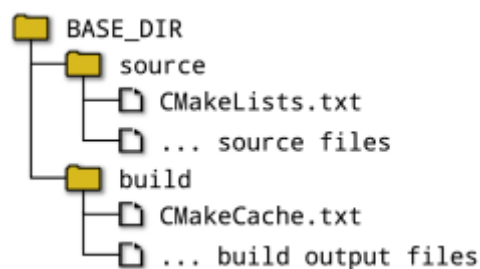 BASE_DIR
source
CMakeLists.txt
... source files
build
CMakeCache.txt
... build output files